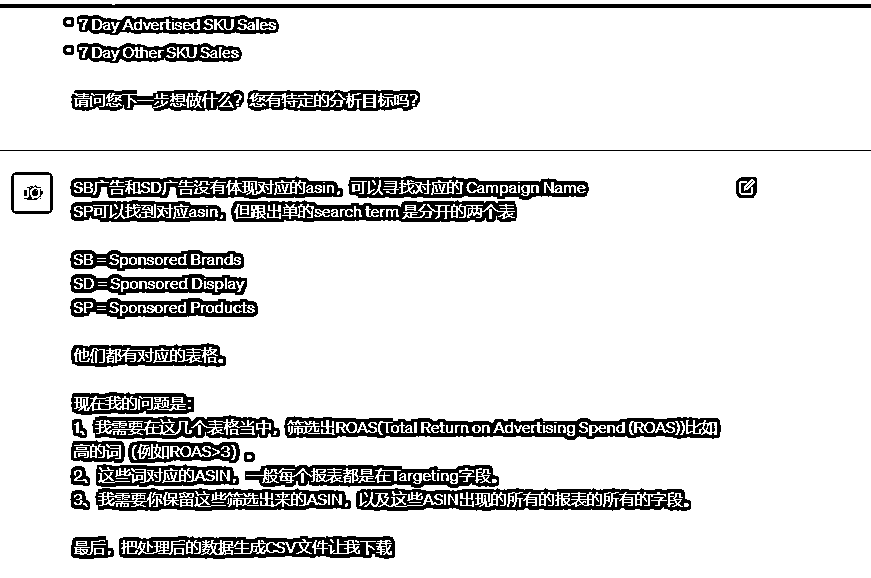 7 Day Advertised SKU Sales
7 Day Other SKU Sales
请问您下一步想做什么？您有特定的分析目标吗？
SB广告和SD广告没有体现对应的asin，可以寻找对应的 Campaign Name
SP可以找到对应asin，但跟出单的search term 是分开的两个表
SB = Sponsored Brands
SD = Sponsored Display
SP = Sponsored Products
他们都有对应的表格。
现在我的问题是：
1、我需要在这几个表格当中，筛选出ROAS(Total Return on Advertising Spend (ROAS))比如
高的词（例如ROAS>3）。
2、这些词对应的ASIN，一般每个报表都是在Targeting字段。
3、我需要你保留这些筛选出来的ASIN，以及这些ASIN出现的所有的报表的所有的字段。
最后，把处理后的数据生成CSV文件让我下载